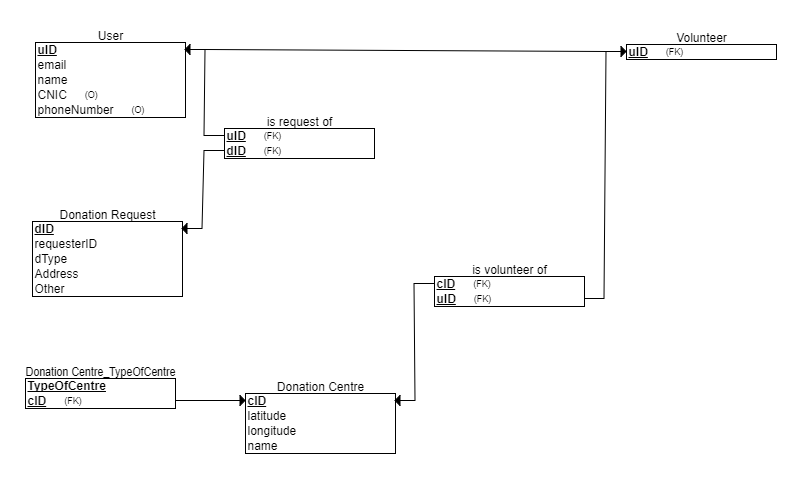 User
uID
email
name
CNIC (O)
phoneNumber (O)
Volunteer
uID (FK)
is request of
uID (FK)
dID (FK)
Donation Request
dID
requesterID
dType
Address
Other
is volunteer of
cID (FK)
uID (FK)
Donation Centre_TypeOfCentre
TypeOfCentre
cID (FK)
Donation Centre
cID
latitude
longitude
name